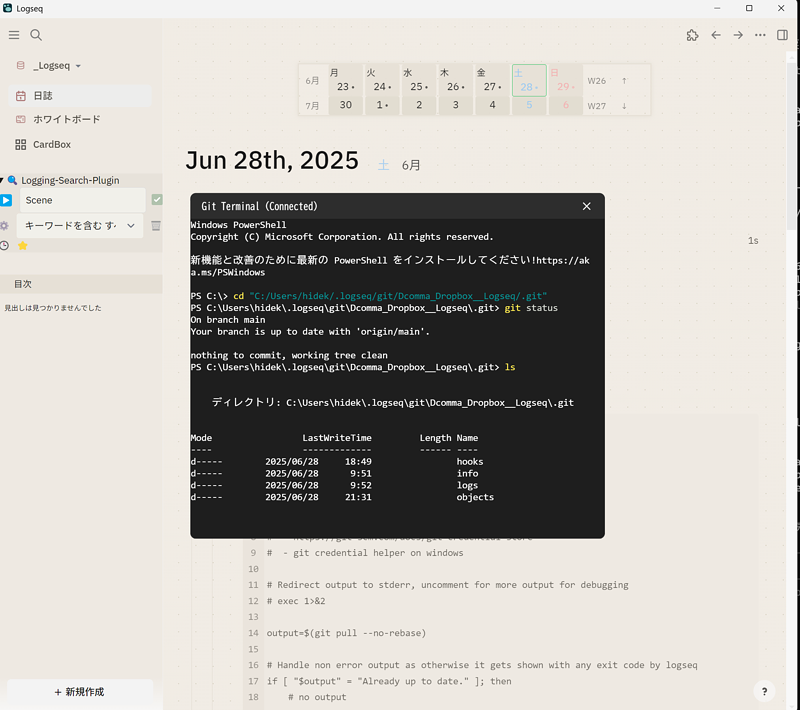 Logseq
_Logseq
日誌
ホワイトボード
CardBox
Logging-Search-Plugin
Scene
キーワードを含む す
目次
見出しは見つかりませんでした
+ 新規作成
月 火 水 木 金 土 日
6月 23 24 25 26 27 28 29 W26 ↑
7月 30 1 2 3 4 5 6 W27 ↓
Jun 28th, 2025 土 6月
1s
Git Terminal (Connected)
Windows PowerShell
Copyright (C) Microsoft Corporation. All rights reserved.
新機能と改善のために最新の PowerShell をインストールしてください!https://ak
a.ms/PSWindows
PS C:\> cd "C:/Users/hidek/.logseq/git/Dcomma_Dropbox__Logseq/.git"
PS C:\Users\hidek\.logseq\git\Dcomma_Dropbox__Logseq\.git> git status
On branch main
Your branch is up to date with 'origin/main'.
nothing to commit, working tree clean
PS C:\Users\hidek\.logseq\git\Dcomma_Dropbox__Logseq\.git> ls
ディレクトリ: C:\Users\hidek\.logseq\git\Dcomma_Dropbox__Logseq\.git
Mode LastWriteTime Length Name
---- ------------- ------ ----
d----- 2025/06/28 18:49 hooks
d----- 2025/06/28 9:51 info
d----- 2025/06/28 9:52 logs
d----- 2025/06/28 21:31 objects
9 # - git credential helper on windows
10
11 # Redirect output to stderr, uncomment for more output for debugging
12 # exec 1>&2
13
14 output=$(git pull --no-rebase)
15
16 # Handle non error output as otherwise it gets shown with any exit code by logseq
17 if [ "$output" = "Already up to date." ]; then
18 # no output
?